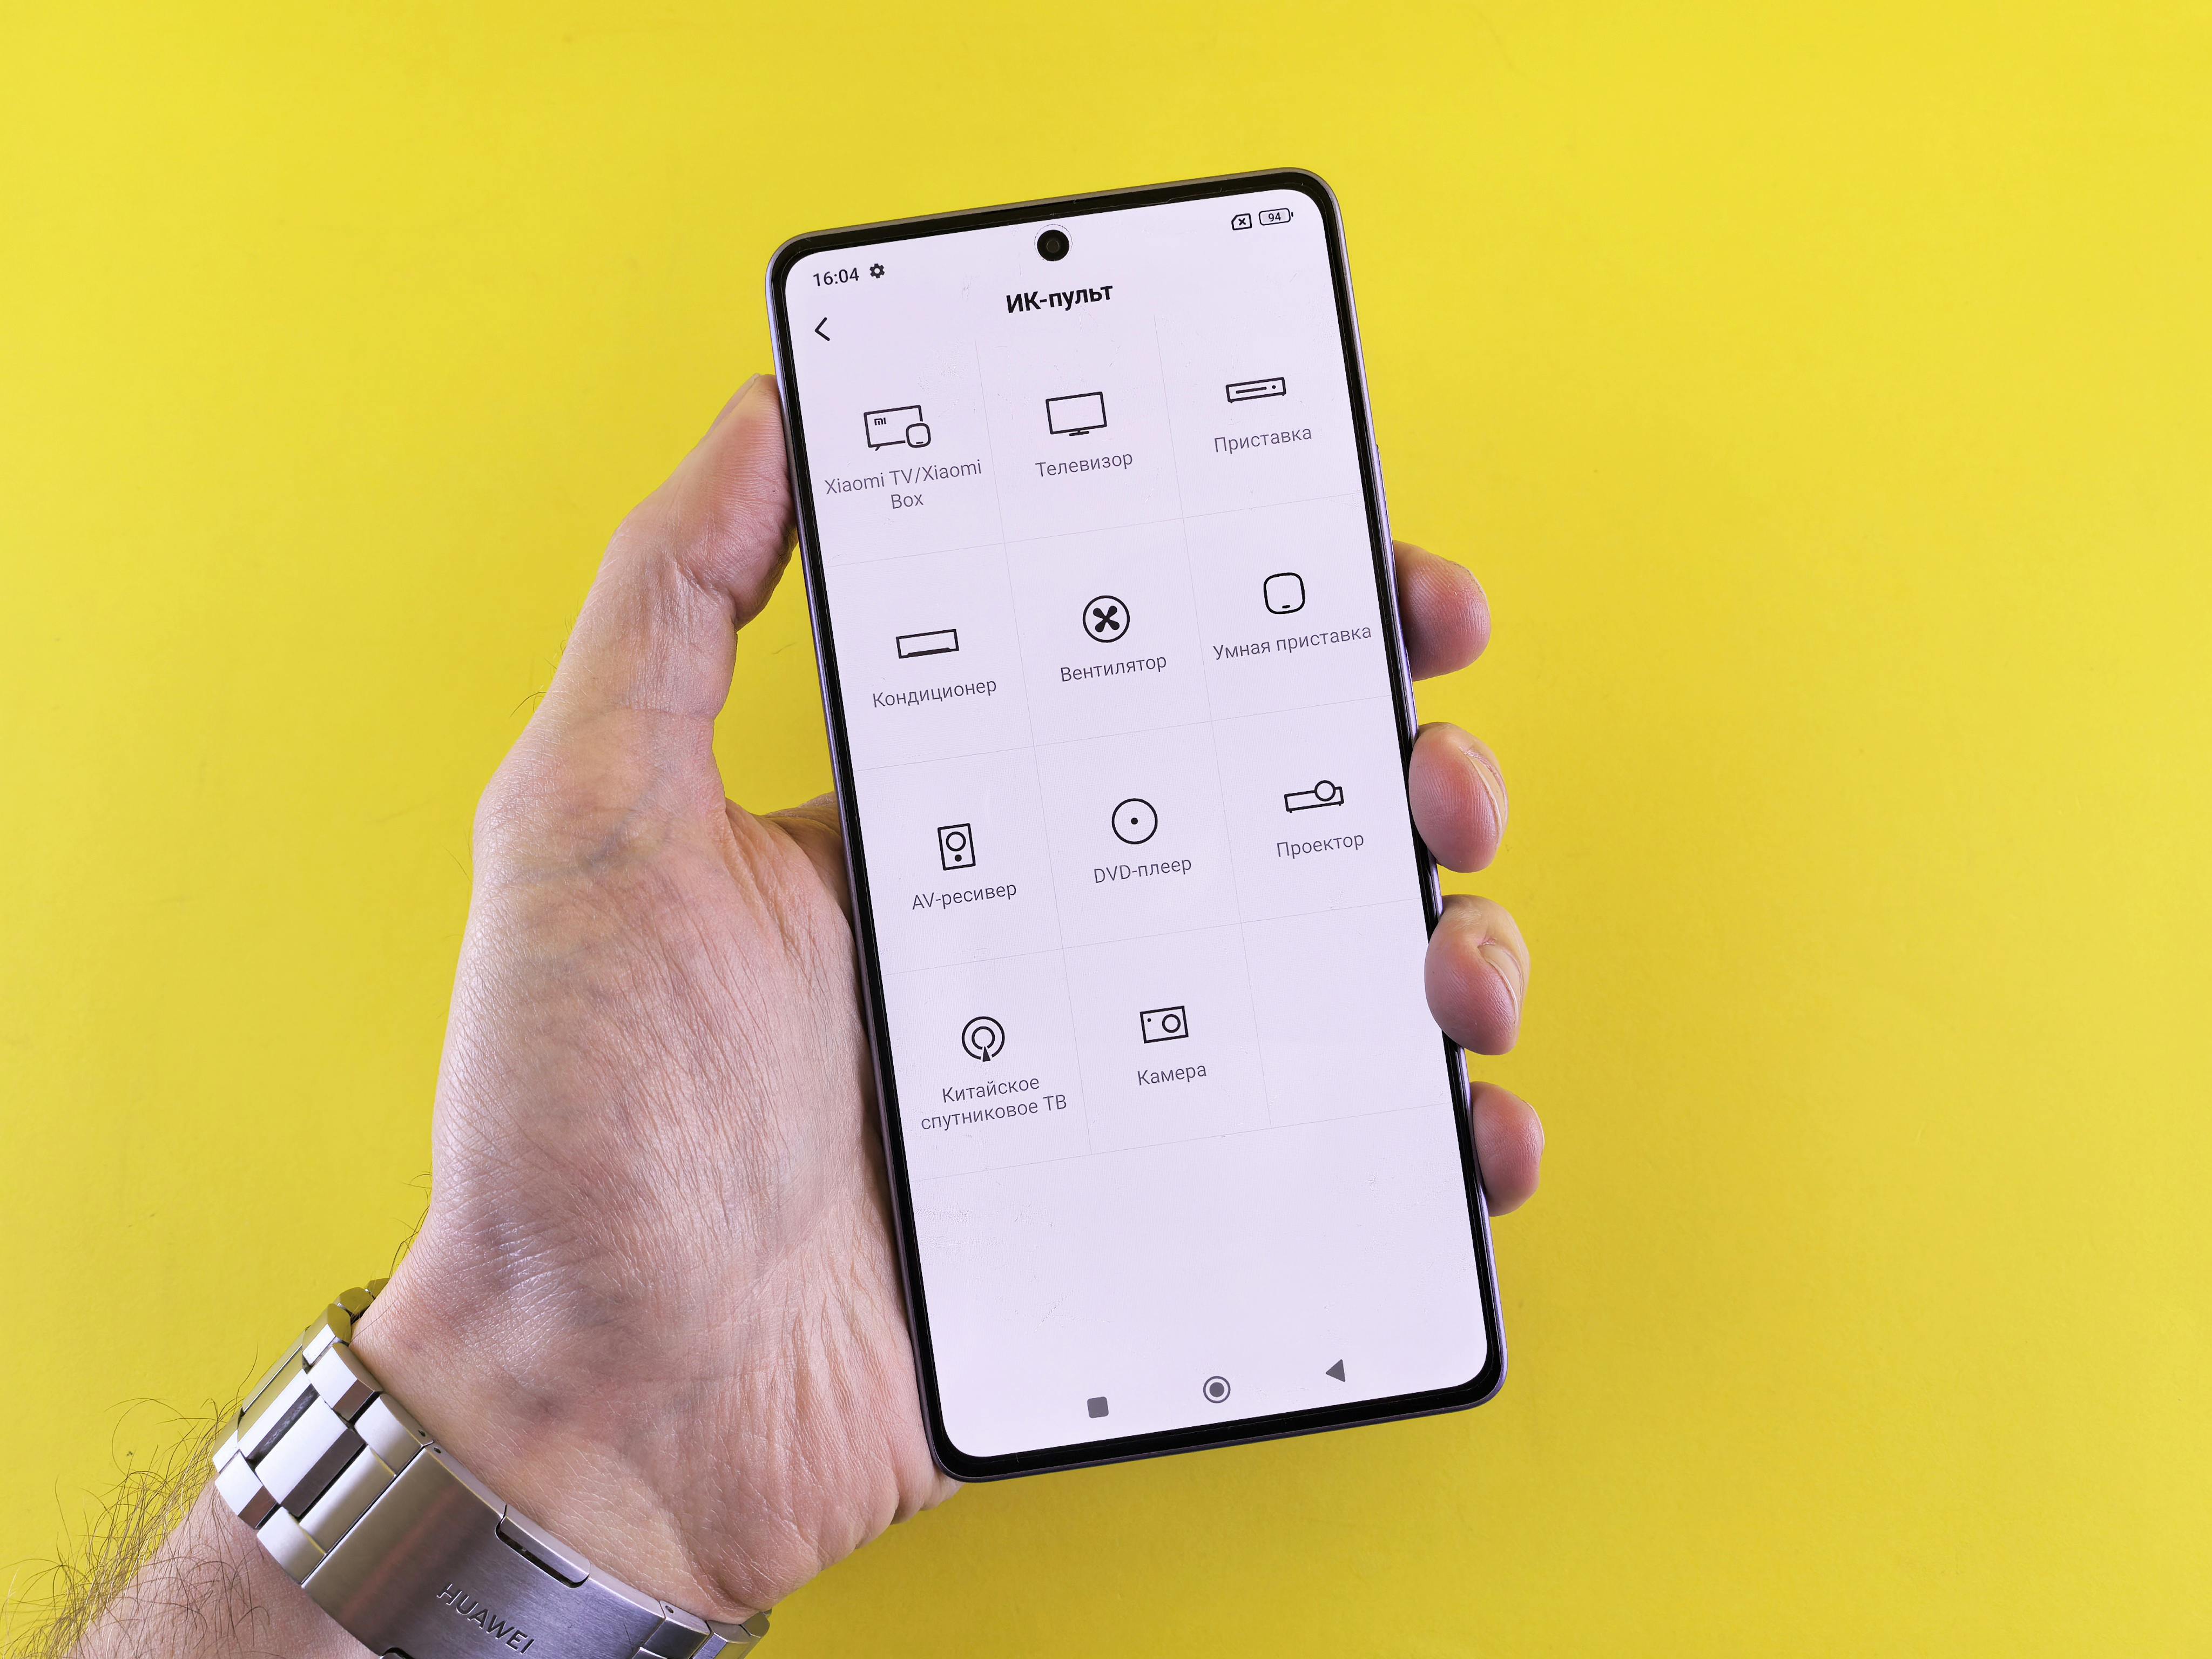 16:04
94
ИК-пульт
mi
Xiaomi TV/Xiaomi
Box
Телевизор
Приставка
Кондиционер
Вентилятор
Умная приставка
AV-ресивер
DVD-плеер
Проектор
Китайское
спутниковое ТВ
Камера
HUAWEI